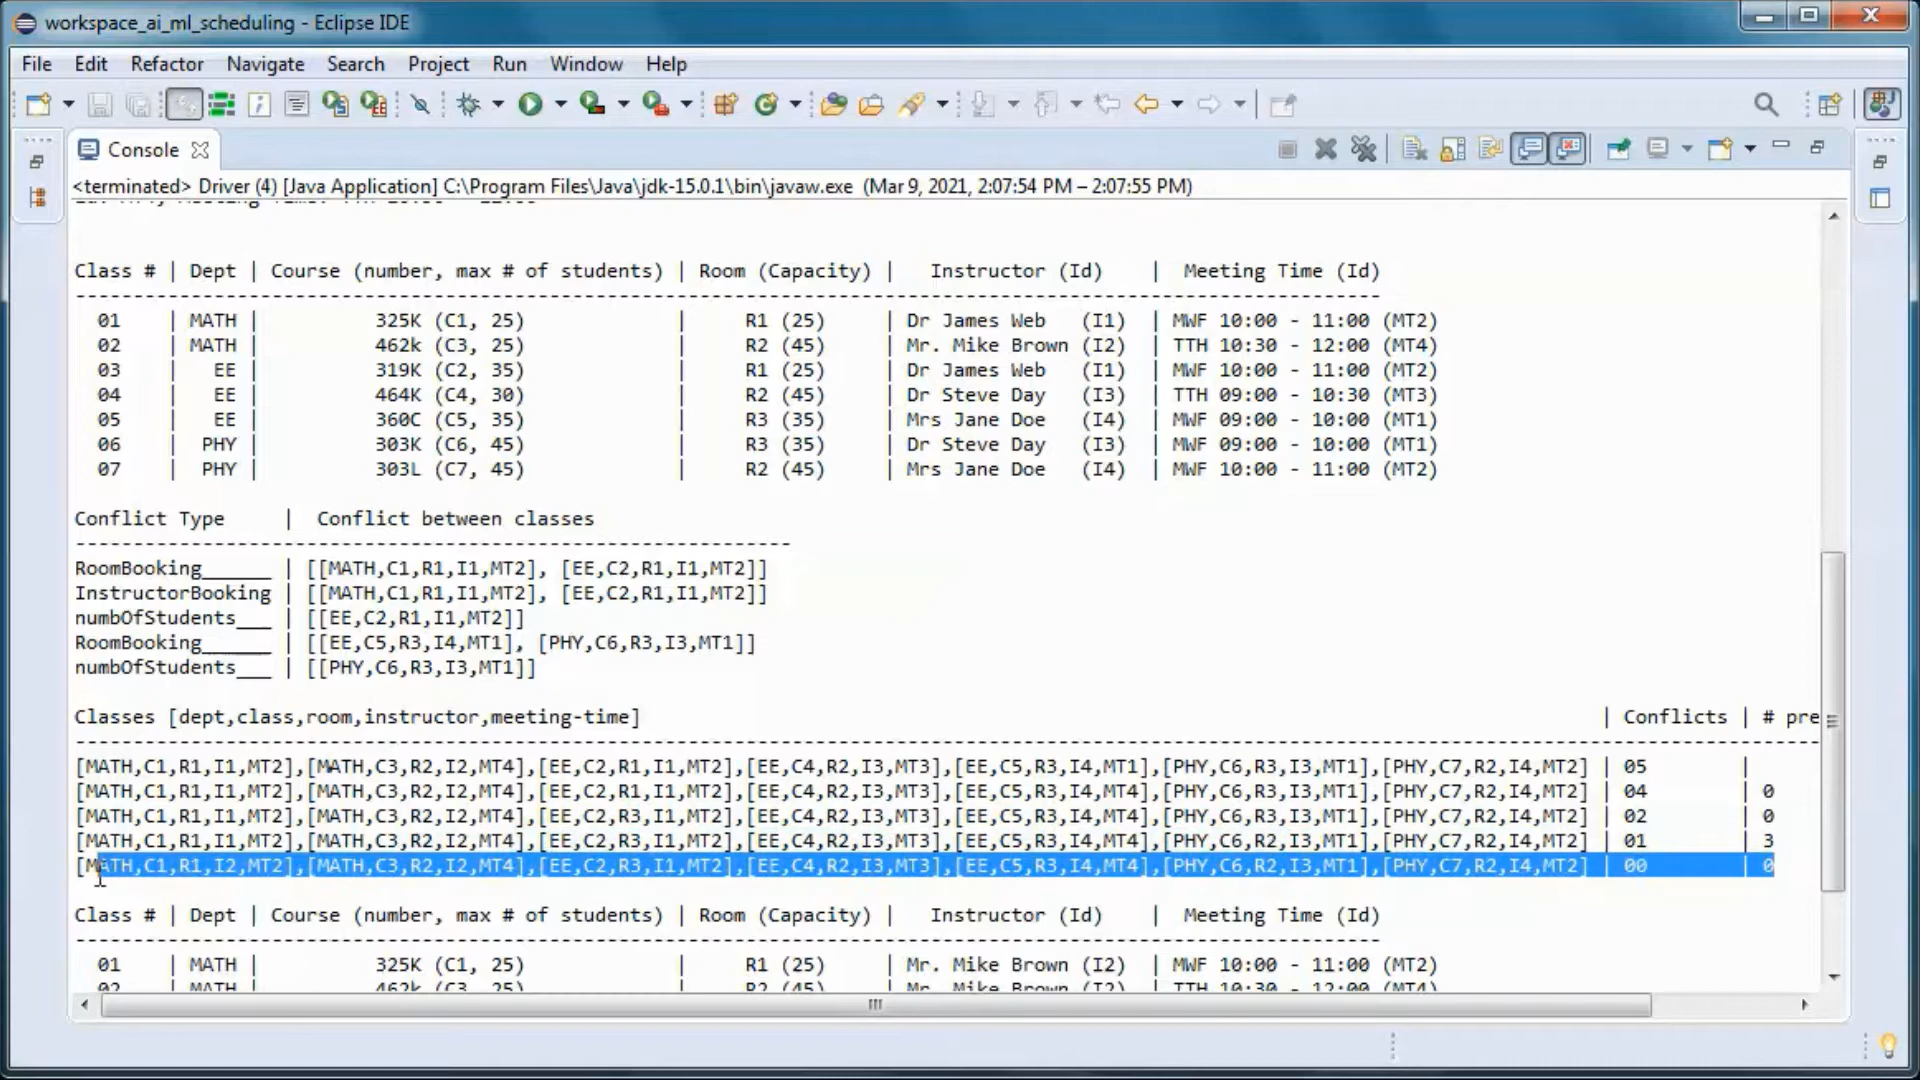 workspace_ai_ml_scheduling - Eclipse IDE
File Edit Refactor Navigate Search Project Run Window Help
Console
<terminated> Driver (4) [Java Application] C:\Program Files\Java\jdk-15.0.1\bin\javaw.exe (Mar 9, 2021, 2:07:54 PM – 2:07:55 PM)
Class # | Dept | Course (number, max # of students) | Room (Capacity) | Instructor (Id) | Meeting Time (Id)
01 | MATH | 325K (C1, 25) | R1 (25) | Dr James Web (I1) | MWF 10:00 - 11:00 (MT2)
02 | MATH | 462k (C3, 25) | R2 (45) | Mr. Mike Brown (I2) | TTH 10:30 - 12:00 (MT4)
03 | EE | 319K (C2, 35) | R1 (25) | Dr James Web (I1) | MWF 10:00 - 11:00 (MT2)
04 | EE | 464K (C4, 30) | R2 (45) | Dr Steve Day (I3) | TTH 09:00 - 10:30 (MT3)
05 | EE | 360C (C5, 35) | R3 (35) | Mrs Jane Doe (I4) | MWF 09:00 - 10:00 (MT1)
06 | PHY | 303K (C6, 45) | R3 (35) | Dr Steve Day (I3) | MWF 09:00 - 10:00 (MT1)
07 | PHY | 303L (C7, 45) | R2 (45) | Mrs Jane Doe (I4) | MWF 10:00 - 11:00 (MT2)
Conflict Type | Conflict between classes
RoomBooking______ | [[MATH,C1,R1,I1,MT2], [EE,C2,R1,I1,MT2]]
InstructorBooking | [[MATH,C1,R1,I1,MT2], [EE,C2,R1,I1,MT2]]
numbOfStudents___ | [[EE,C2,R1,I1,MT2]]
RoomBooking______ | [[EE,C5,R3,I4,MT1], [PHY,C6,R3,I3,MT1]]
numbOfStudents___ | [[PHY,C6,R3,I3,MT1]]
Classes [dept,class,room,instructor,meeting-time] | Conflicts | # pre
[MATH,C1,R1,I1,MT2],[MATH,C3,R2,I2,MT4],[EE,C2,R1,I1,MT2],[EE,C4,R2,I3,MT3],[EE,C5,R3,I4,MT1],[PHY,C6,R3,I3,MT1],[PHY,C7,R2,I4,MT2] | 05 |
[MATH,C1,R1,I1,MT2],[MATH,C3,R2,I2,MT4],[EE,C2,R1,I1,MT2],[EE,C4,R2,I3,MT3],[EE,C5,R3,I4,MT4],[PHY,C6,R3,I3,MT1],[PHY,C7,R2,I4,MT2] | 04 | 0
[MATH,C1,R1,I1,MT2],[MATH,C3,R2,I2,MT4],[EE,C2,R3,I1,MT2],[EE,C4,R2,I3,MT3],[EE,C5,R3,I4,MT4],[PHY,C6,R3,I3,MT1],[PHY,C7,R2,I4,MT2] | 02 | 0
[MATH,C1,R1,I1,MT2],[MATH,C3,R2,I2,MT4],[EE,C2,R3,I1,MT2],[EE,C4,R2,I3,MT3],[EE,C5,R3,I4,MT4],[PHY,C6,R2,I3,MT1],[PHY,C7,R2,I4,MT2] | 01 | 3
[MATH,C1,R1,I2,MT2],[MATH,C3,R2,I2,MT4],[EE,C2,R3,I1,MT2],[EE,C4,R2,I3,MT3],[EE,C5,R3,I4,MT4],[PHY,C6,R2,I3,MT1],[PHY,C7,R2,I4,MT2] | 00 | 0
Class # | Dept | Course (number, max # of students) | Room (Capacity) | Instructor (Id) | Meeting Time (Id)
01 | MATH | 325K (C1, 25) | R1 (25) | Mr. Mike Brown (I2) | MWF 10:00 - 11:00 (MT2)
02 | MATH | 462k (C3, 25) | R2 (45) | Mr. Mike Brown (I2) | TTH 10:30 - 12:00 (MT4)